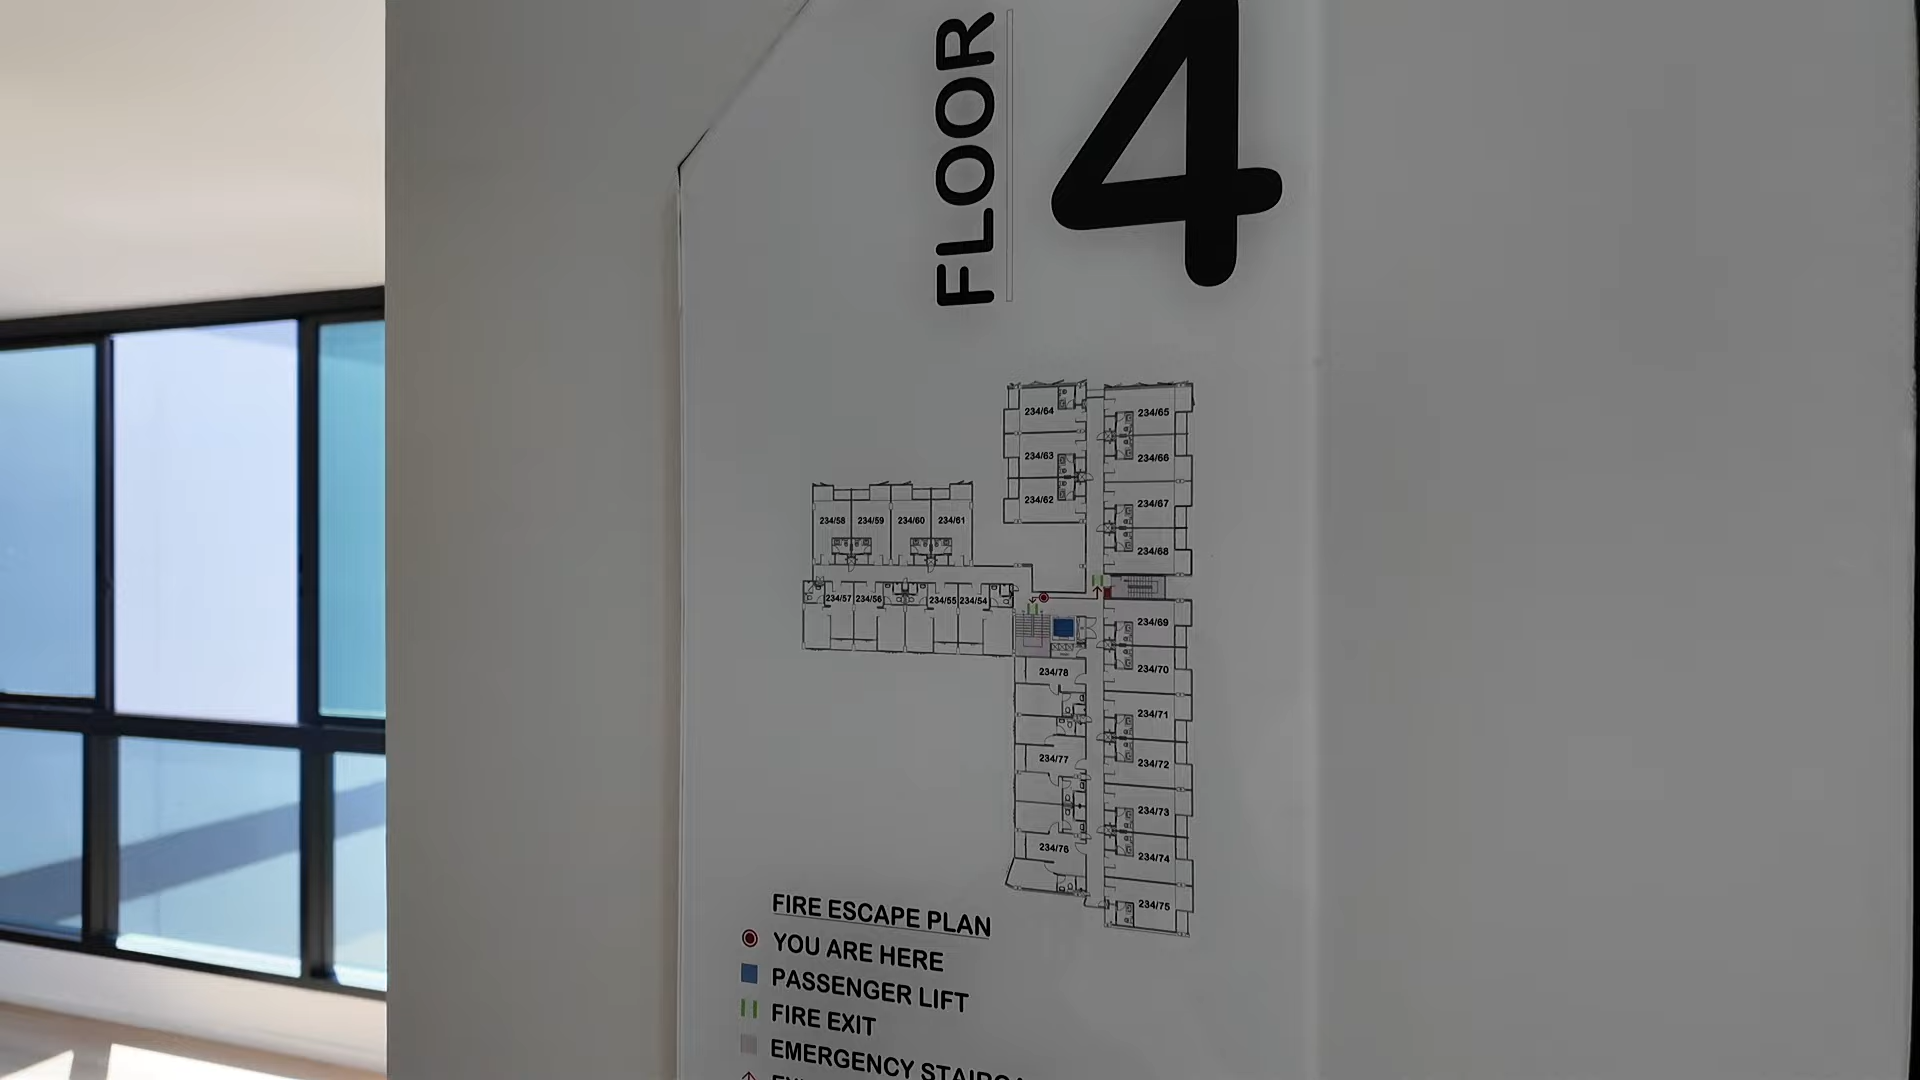 FLOOR
4
234/64
234/65
234/63
234/66
234/62
234/67
234/58 234/59 234/60 234/61
234/68
234/57 234/56 234/55 234/54
234/69
234/78
234/70
234/71
234/77
234/72
234/73
234/76
234/74
234/75
FIRE ESCAPE PLAN
YOU ARE HERE
PASSENGER LIFT
FIRE EXIT
EMERGENCY